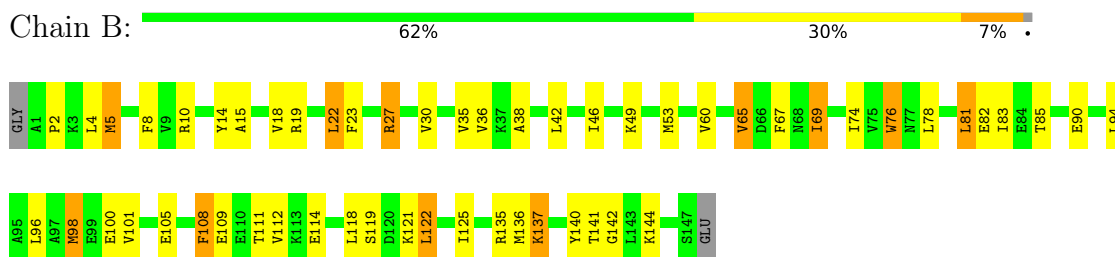 Chain B:
62% 30% 7% •
GLY A1 P2 K3 L4 M5 F8 V9 R10 Y14 A15 V18 R19 L22 F23 R27 V30 V35 V36 K37 A38 L42 I46 K49 M53 V60 V65 D66 F67 N68 I69 I74 V75 W76 N77 L78 L81 E82 I83 E84 T85 E90
A95 L96 A97 M98 E99 E100 V101 E105 F108 E109 E110 T111 V112 K113 E114 L118 S119 D120 K121 L122 I125 R135 M136 K137 Y140 T141 G142 L143 K144 S147 GLU